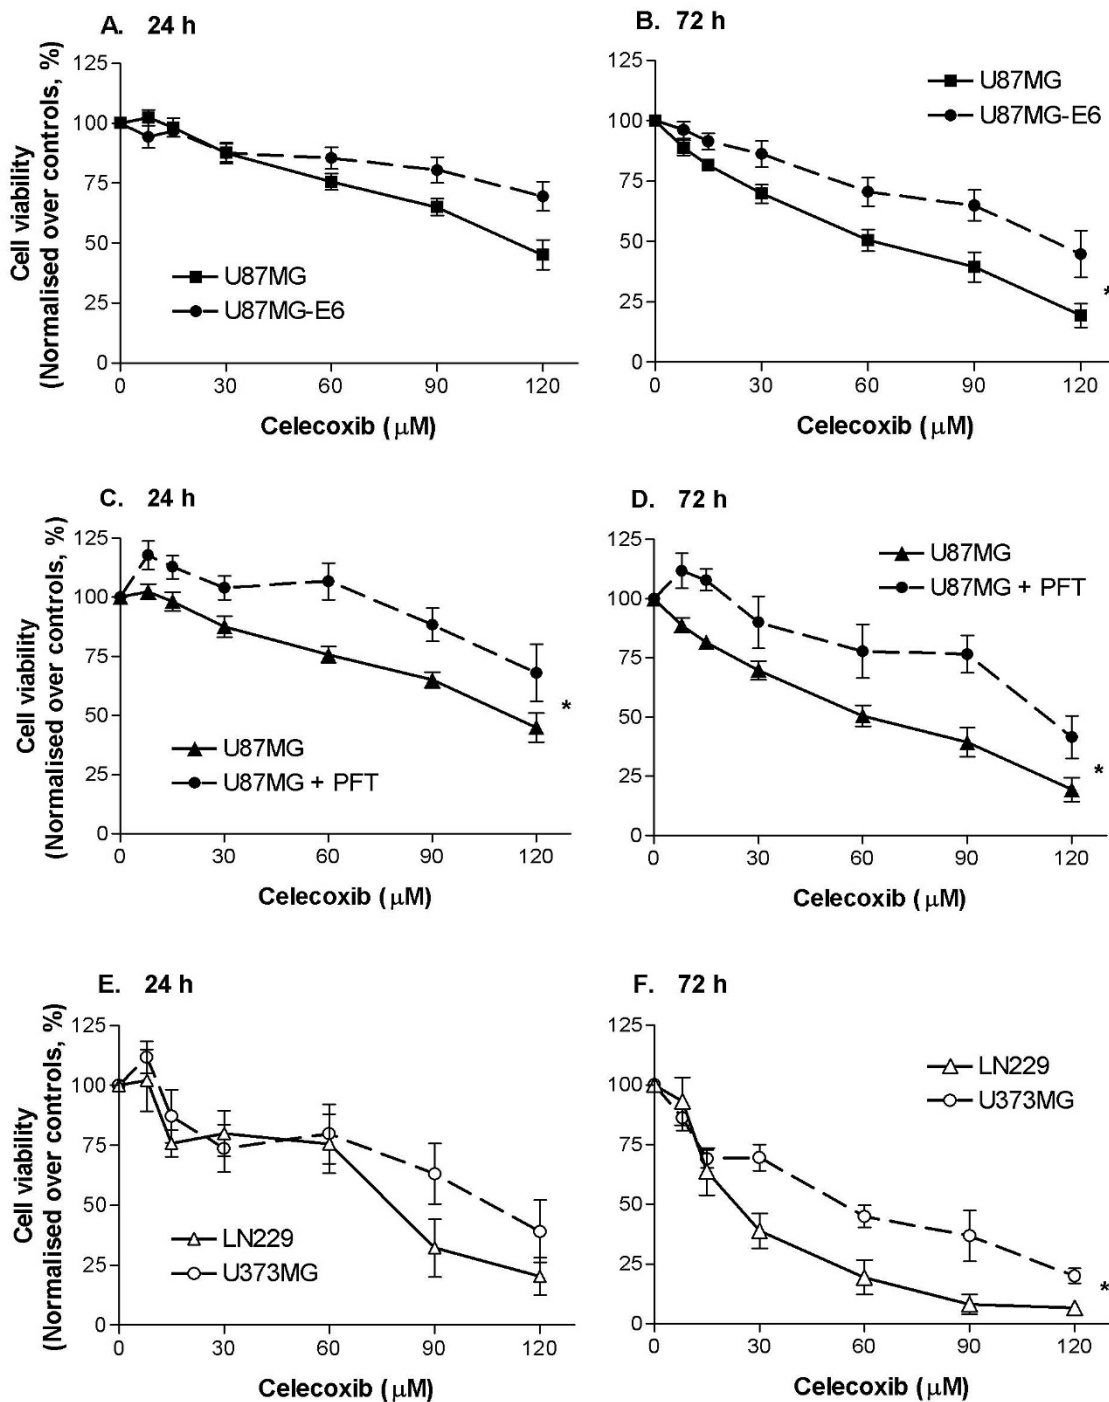 A. 24 h
Cell viability
(Normalised over controls, %)
125
100
75
50
25
0
U87MG
U87MG-E6
0 30 60 90 120
Celecoxib (μM)
B. 72 h
125
100
75
50
25
0
U87MG
U87MG-E6
*
0 30 60 90 120
Celecoxib (μM)
C. 24 h
Cell viability
(Normalised over controls, %)
125
100
75
50
25
0
*
U87MG
U87MG + PFT
0 30 60 90 120
Celecoxib (μM)
D. 72 h
125
100
75
50
25
0
U87MG
U87MG + PFT
*
0 30 60 90 120
Celecoxib (μM)
E. 24 h
Cell viability
(Normalised over controls, %)
125
100
75
50
25
0
LN229
U373MG
0 30 60 90 120
Celecoxib (μM)
F. 72 h
125
100
75
50
25
0
LN229
U373MG
*
0 30 60 90 120
Celecoxib (μM)